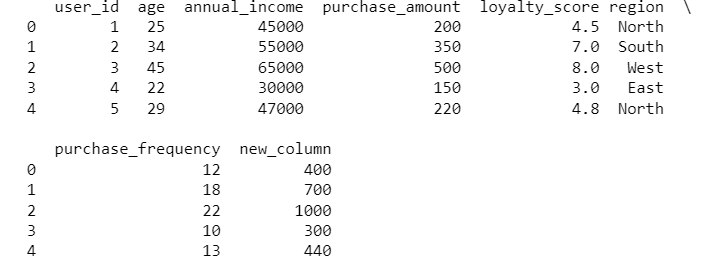 user_id age annual_income purchase_amount loyalty_score region \
0 1 25 45000 200 4.5 North
1 2 34 55000 350 7.0 South
2 3 45 65000 500 8.0 West
3 4 22 30000 150 3.0 East
4 5 29 47000 220 4.8 North
purchase_frequency new_column
0 12 400
1 18 700
2 22 1000
3 10 300
4 13 440